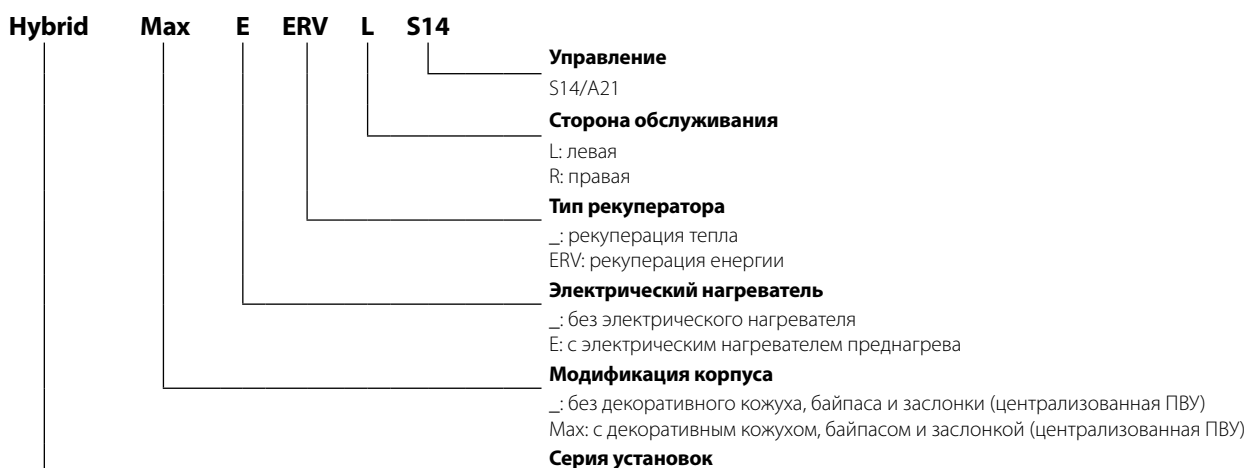 Hybrid Max E ERV L S14
Управление
S14/A21
Сторона обслуживания
L: левая
R: правая
Тип рекуператора
_: рекуперация тепла
ERV: рекуперация енергии
Электрический нагреватель
_: без электрического нагревателя
E: с электрическим нагревателем преднагрева
Модификация корпуса
_: без декоративного кожуха, байпаса и заслонки (централизованная ПВУ)
Max: с декоративным кожухом, байпасом и заслонкой (централизованная ПВУ)
Серия установок